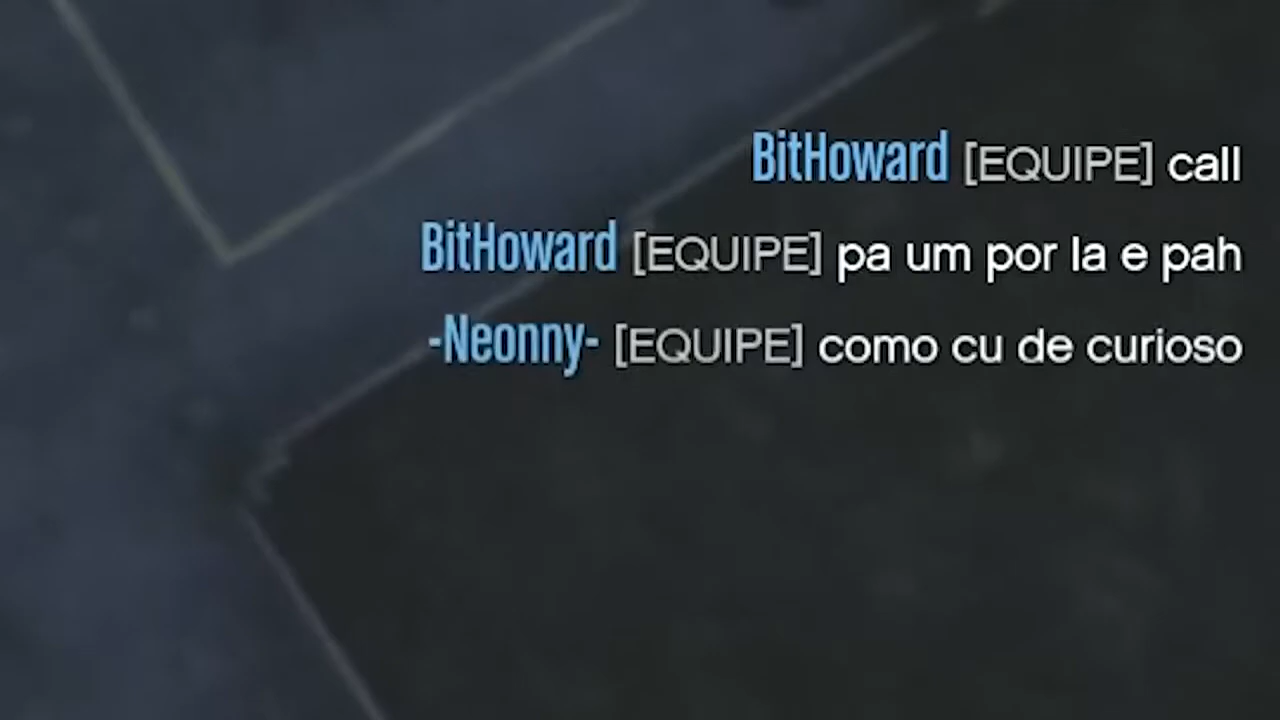 BitHoward [EQUIPE] call
BitHoward [EQUIPE] pa um por la e pah
-Neonny- [EQUIPE] como cu de curioso